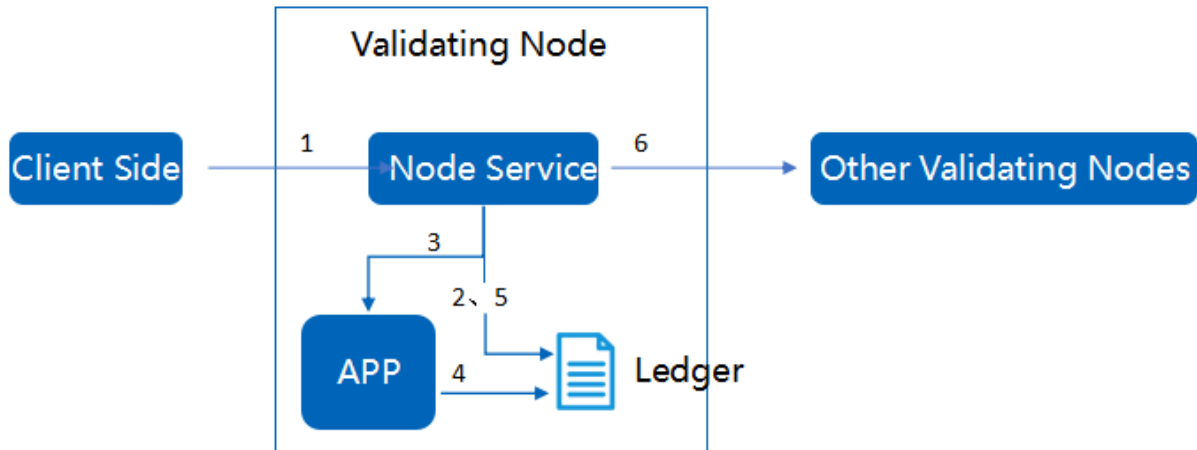 Validating Node
Client Side
1
Node Service
6
Other Validating Nodes
3
2、5
APP
4
Ledger